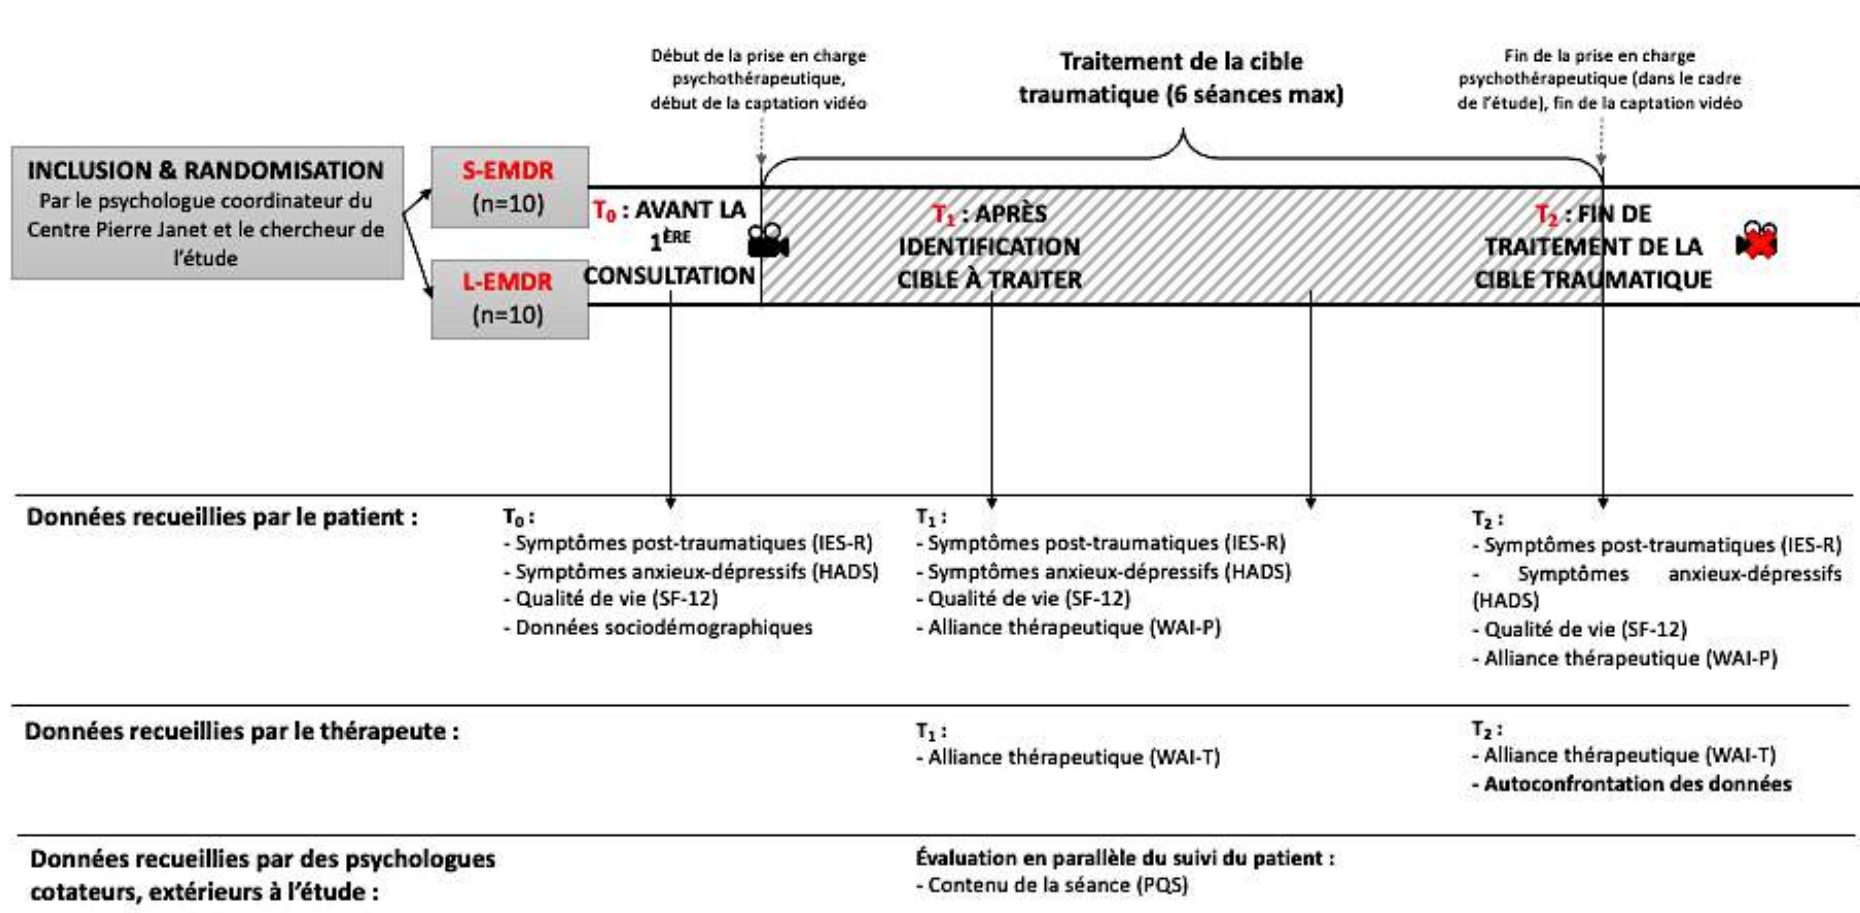 Début de la prise en charge
psychothérapeutique,
début de la captation vidéo
Traitement de la cible
traumatique (6 séances max)
Fin de la prise en charge
psychothérapeutique (dans le cadre
de l'étude), fin de la captation vidéo
INCLUSION & RANDOMISATION
Par le psychologue coordinateur du
Centre Pierre Janet et le chercheur de
l'étude
S-EMDR
(n=10)
L-EMDR
(n=10)
T₀ : AVANT LA
1ÈRE
CONSULTATION
T₁ : APRÈS
IDENTIFICATION
CIBLE À TRAITER
T₂ : FIN DE
TRAITEMENT DE LA
CIBLE TRAUMATIQUE
Données recueillies par le patient :
T₀ :
- Symptômes post-traumatiques (IES-R)
- Symptômes anxieux-dépressifs (HADS)
- Qualité de vie (SF-12)
- Données sociodémographiques
T₁ :
- Symptômes post-traumatiques (IES-R)
- Symptômes anxieux-dépressifs (HADS)
- Qualité de vie (SF-12)
- Alliance thérapeutique (WAI-P)
T₂ :
- Symptômes post-traumatiques (IES-R)
- Symptômes anxieux-dépressifs
(HADS)
- Qualité de vie (SF-12)
- Alliance thérapeutique (WAI-P)
Données recueillies par le thérapeute :
T₁ :
- Alliance thérapeutique (WAI-T)
T₂ :
- Alliance thérapeutique (WAI-T)
- Autoconfrontation des données
Données recueillies par des psychologues
cotateurs, extérieurs à l'étude :
Évaluation en parallèle du suivi du patient :
- Contenu de la séance (PQS)